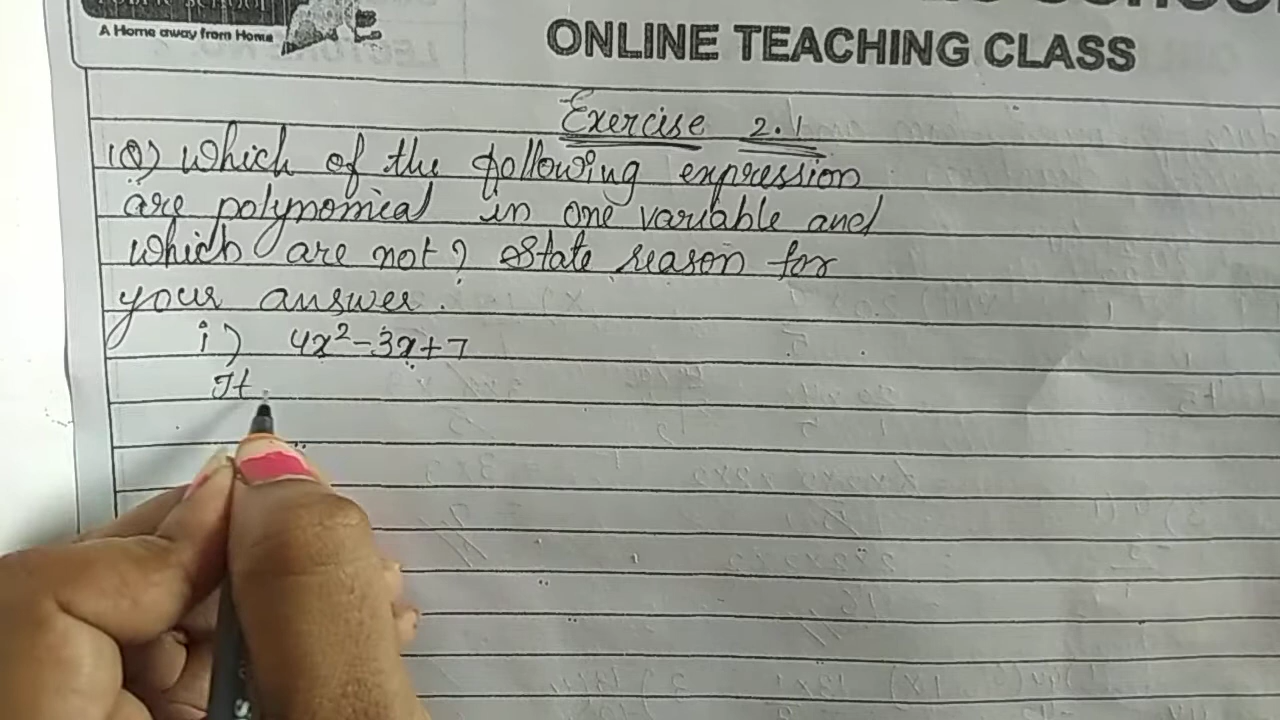 A Home away from Home
ONLINE TEACHING CLASS
Exercise 2.1
1Q) Which of the following expression
are polynomial in one variable and
which are not? State reason for
your answer.
i) 4x²-3x+7
It